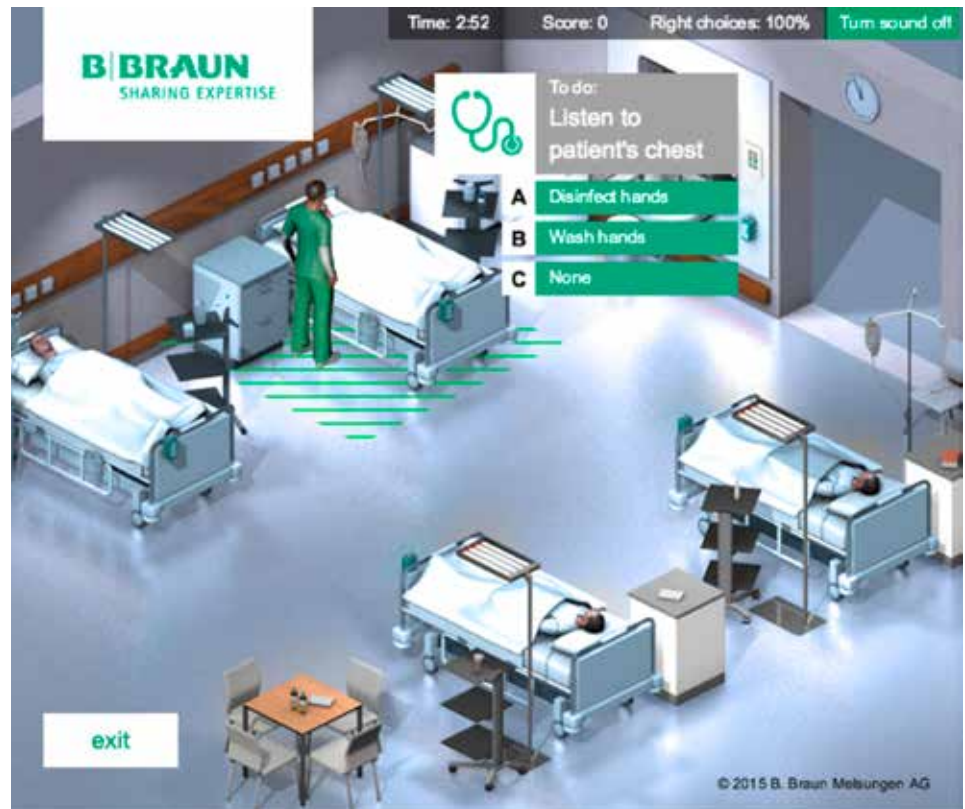 Time: 2:52 Score: 0 Right choices: 100% Turn sound off
B BRAUN
SHARING EXPERTISE
To do:
Listen to
patient's chest
A Disinfect hands
B Wash hands
C None
exit
© 2015 B. Braun Melsungen AG